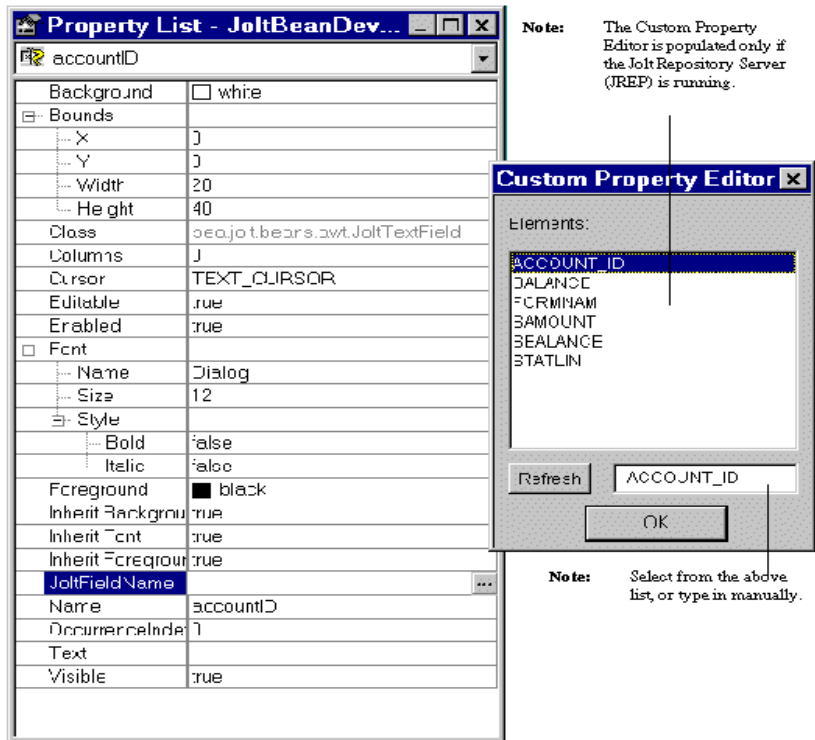 Property List - JoltBeanDev...
accountID
Background white
Bounds
X 0
Y 0
Width 20
Height 40
Class bea.jolt.beans.awt.JoltTextField
Columns 0
Cursor TEXT_CURSOR
Editable true
Enabled true
Font
Name Dialog
Size 12
Style
Bold false
Italic false
Foreground black
Inherit Backgrou true
Inherit Font true
Inherit Foregrour true
JoltFieldName ...
Name accountID
OccurrenceInde 0
Text
Visible true
Note: The Custom Property
Editor is populated only if
the Jolt Repository Server
(JREP) is running.
Custom Property Editor
Elements:
ACCOUNT_ID
BALANCE
FORMNAM
SAMOUNT
SBALANCE
STATLIN
Refresh ACCOUNT_ID
OK
Note: Select from the above
list, or type in manually.